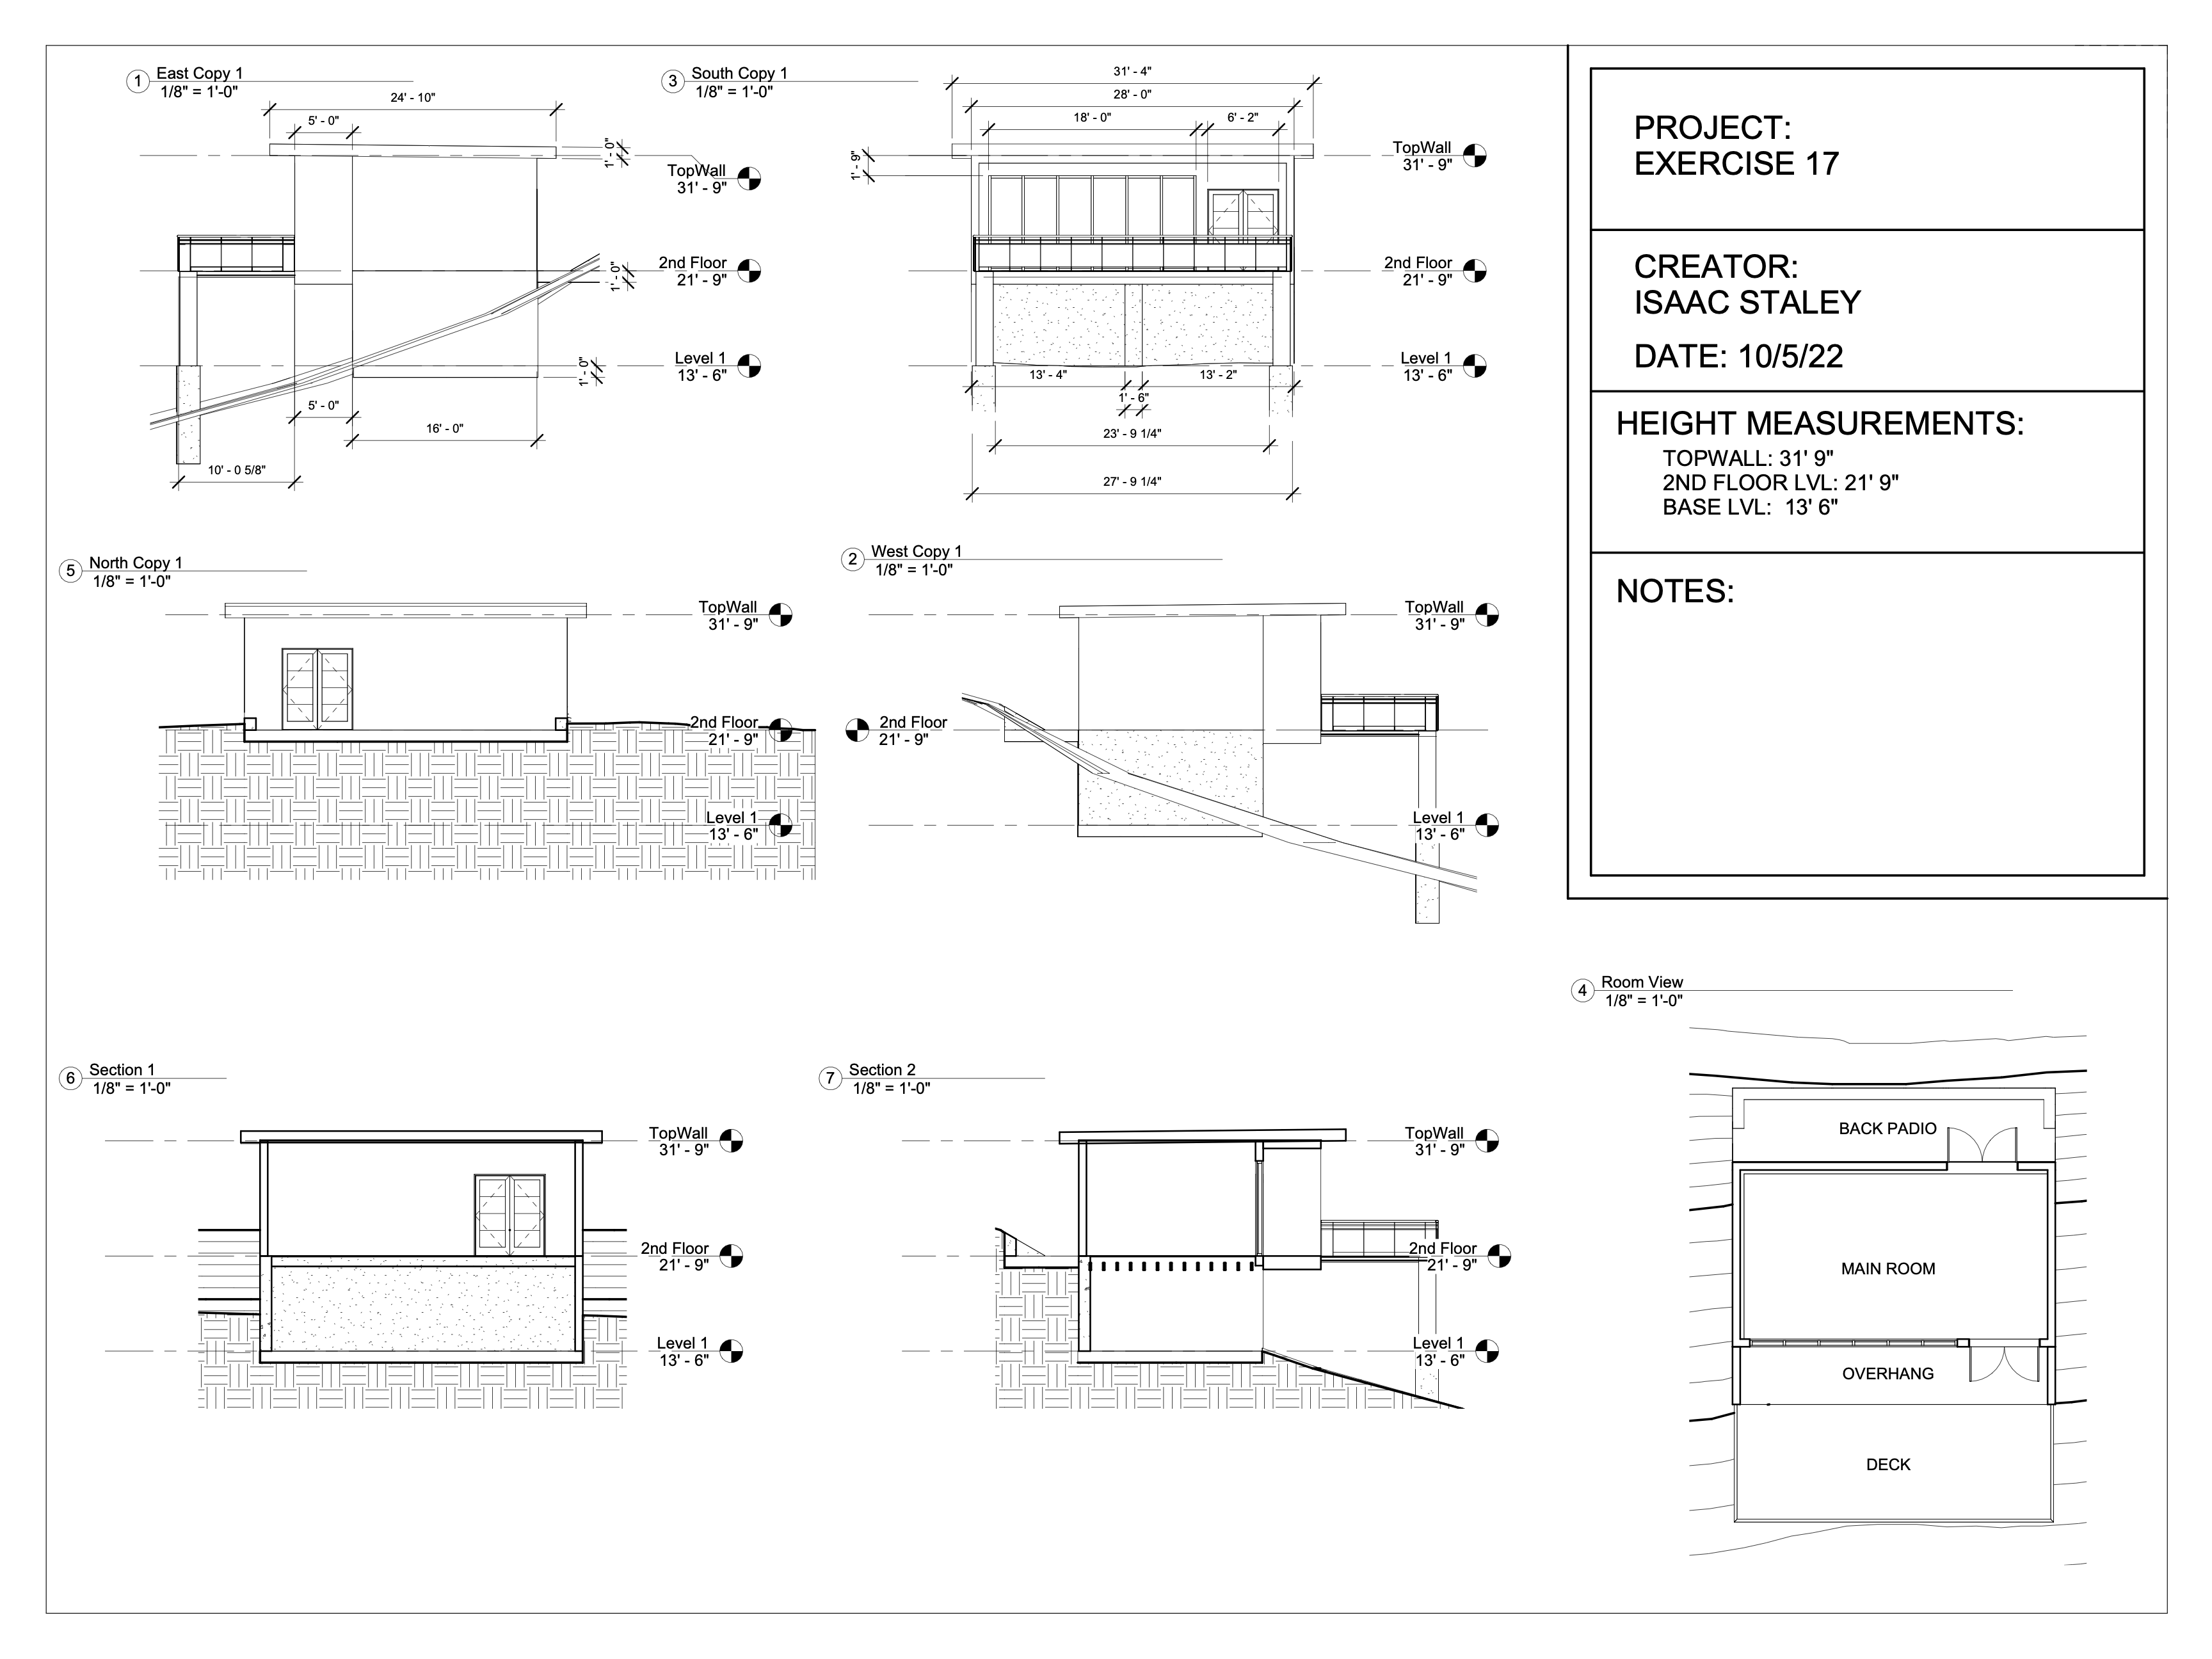 1 East Copy 1
1/8" = 1'-0"
24' - 10"
5' - 0"
1' - 0"
TopWall
31' - 9"
2nd Floor
21' - 9"
1' - 0"
Level 1
13' - 6"
1' - 0"
5' - 0"
16' - 0"
10' - 0 5/8"
3 South Copy 1
1/8" = 1'-0"
31' - 4"
28' - 0"
18' - 0"
6' - 2"
1' - 9"
TopWall
31' - 9"
2nd Floor
21' - 9"
Level 1
13' - 6"
13' - 4"
13' - 2"
1' - 6"
23' - 9 1/4"
27' - 9 1/4"
PROJECT:
EXERCISE 17
CREATOR:
ISAAC STALEY
DATE: 10/5/22
HEIGHT MEASUREMENTS:
TOPWALL: 31' 9"
2ND FLOOR LVL: 21' 9"
BASE LVL: 13' 6"
NOTES:
5 North Copy 1
1/8" = 1'-0"
TopWall
31' - 9"
2nd Floor
21' - 9"
Level 1
13' - 6"
2 West Copy 1
1/8" = 1'-0"
TopWall
31' - 9"
2nd Floor
21' - 9"
Level 1
13' - 6"
6 Section 1
1/8" = 1'-0"
TopWall
31' - 9"
2nd Floor
21' - 9"
Level 1
13' - 6"
7 Section 2
1/8" = 1'-0"
TopWall
31' - 9"
2nd Floor
21' - 9"
Level 1
13' - 6"
4 Room View
1/8" = 1'-0"
BACK PADIO
MAIN ROOM
OVERHANG
DECK